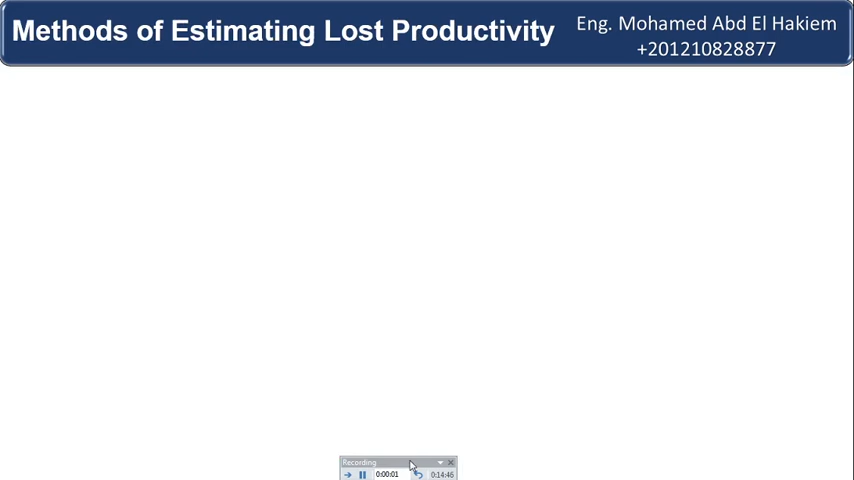 Methods of Estimating Lost Productivity
Eng. Mohamed Abd El Hakiem
+201210828877
Recording
0:00:01 0:14:46